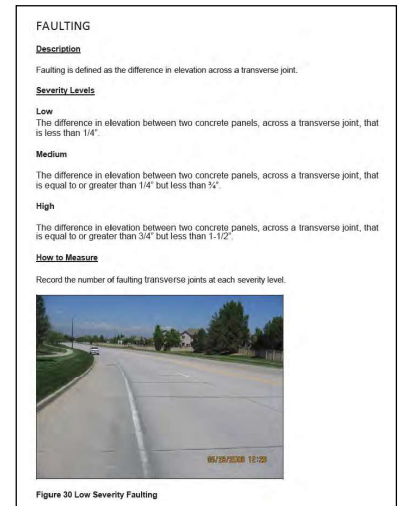 FAULTING
Description
Faulting is defined as the difference in elevation across a transverse joint.
Severity Levels
Low
The difference in elevation between two concrete panels, across a transverse joint, that
is less than 1/4”.
Medium
The difference in elevation between two concrete panels, across a transverse joint, that
is equal to or greater than 1/4” but less than ¾”.
High
The difference in elevation between two concrete panels, across a transverse joint, that
is equal to or greater than 3/4” but less than 1-1/2”.
How to Measure
Record the number of faulting transverse joints at each severity level.
Figure 30 Low Severity Faulting